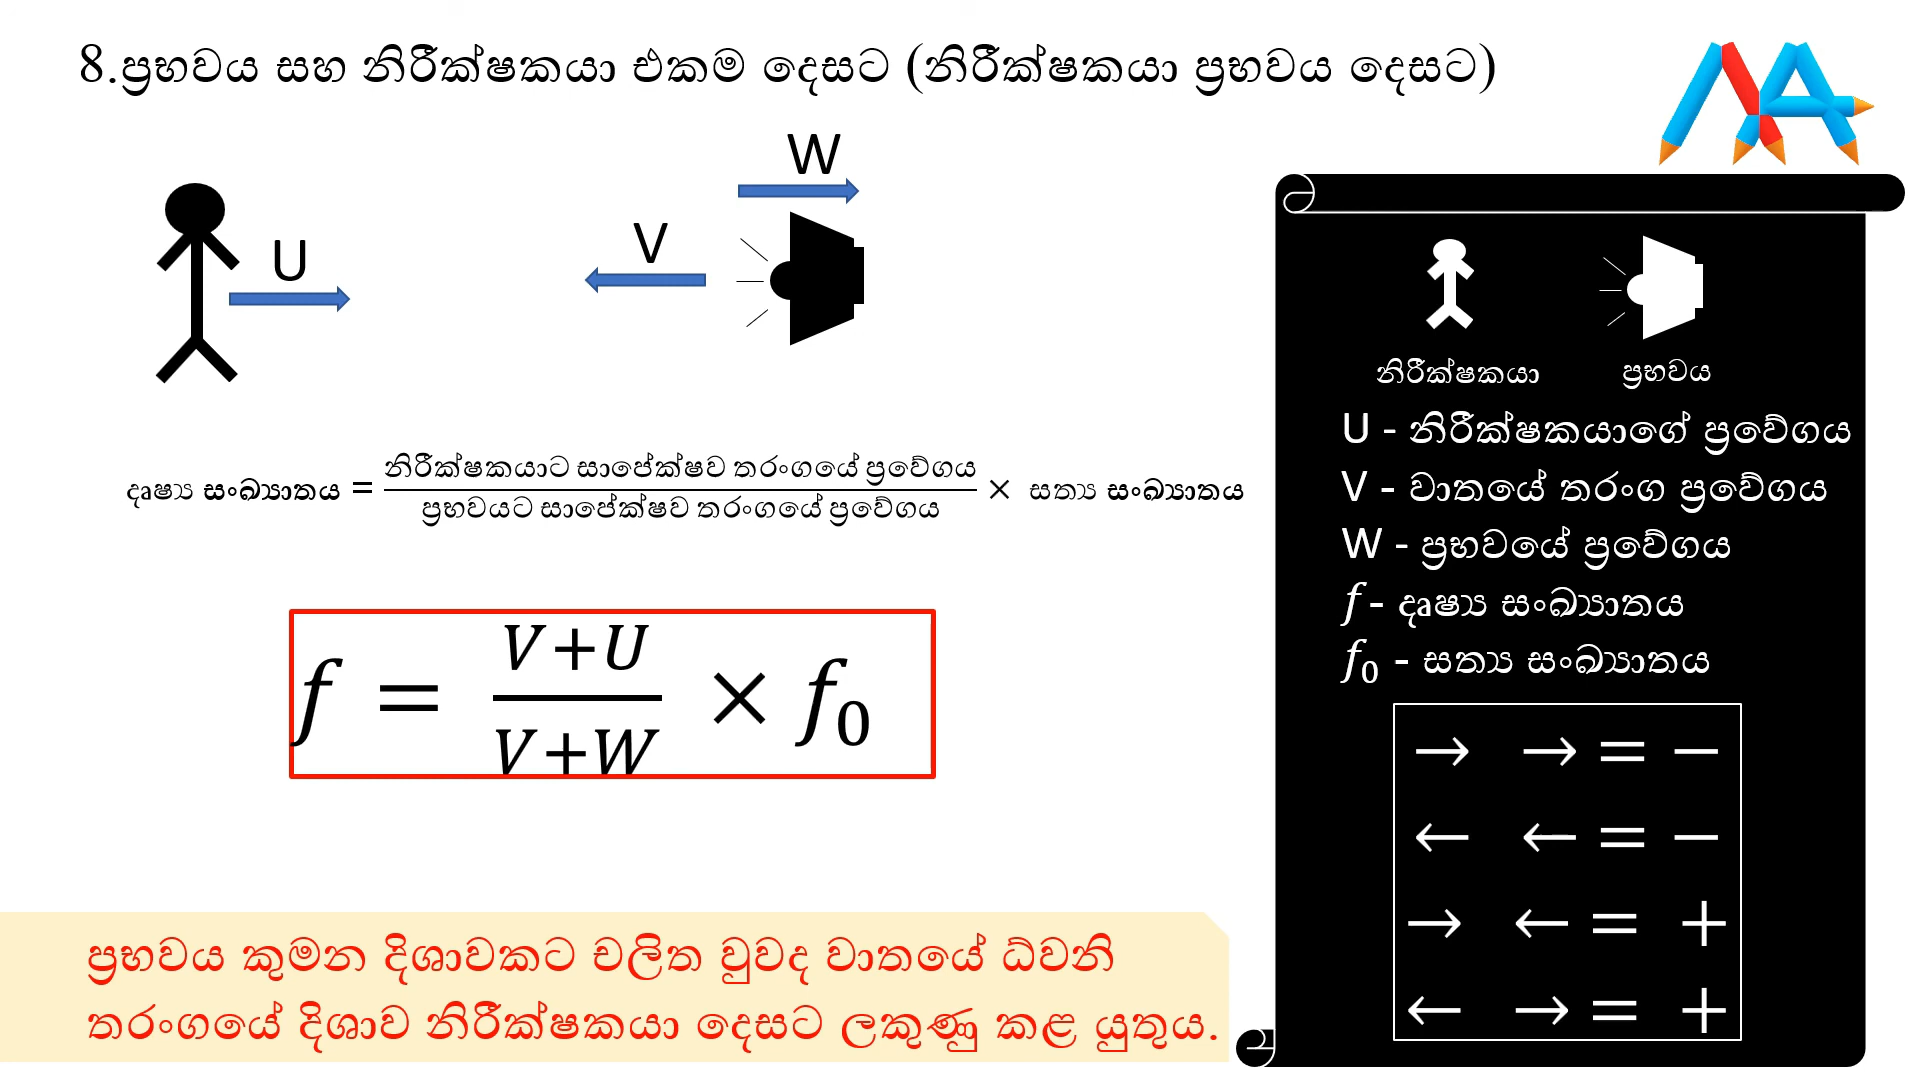 8.ප්‍රභවය සහ නිරීක්ෂකයා එකම දෙසට (නිරීක්ෂකයා ප්‍රභවය දෙසට)
W
V
U
දෘෂ්‍ය සංඛ්‍යාතය = නිරීක්ෂකයාට සාපේක්ෂව තරංගයේ ප්‍රවේගය / ප්‍රභවයට සාපේක්ෂව තරංගයේ ප්‍රවේගය × සත්‍ය සංඛ්‍යාතය
f = V+U / V+W × f₀
ප්‍රභවය කුමන දිශාවකට චලිත වුවද වාතයේ ධ්වනි
තරංගයේ දිශාව නිරීක්ෂකයා දෙසට ලකුණු කළ යුතුය.
නිරීක්ෂකයා ප්‍රභවය
U - නිරීක්ෂකයාගේ ප්‍රවේගය
V - වාතයේ තරංග ප්‍රවේගය
W - ප්‍රභවයේ ප්‍රවේගය
f - දෘෂ්‍ය සංඛ්‍යාතය
f₀ - සත්‍ය සංඛ්‍යාතය
→ → = −
← ← = −
→ ← = +
← → = +